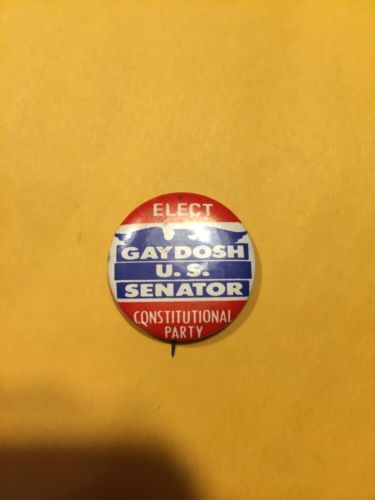 ELECT
GAYDOSH
U. S.
SENATOR
CONSTITUTIONAL
PARTY